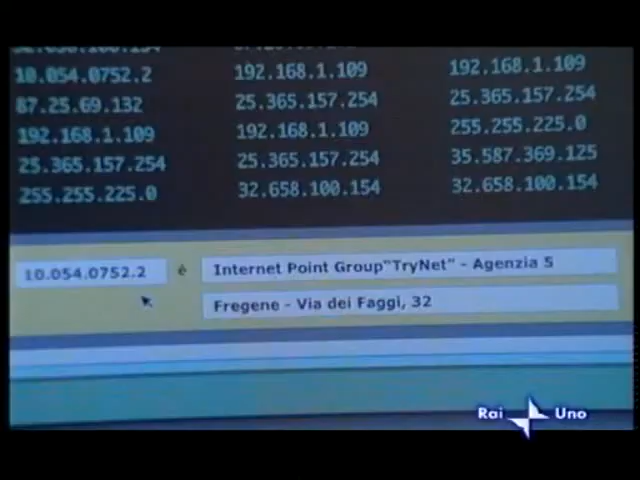 10.054.0752.2 192.168.1.109 192.168.1.109
87.25.69.132 25.365.157.254 25.365.157.254
192.168.1.109 192.168.1.109 255.255.225.0
25.365.157.254 25.365.157.254 35.587.369.125
255.255.225.0 32.658.100.154 32.658.100.154
10.054.0752.2 è Internet Point Group"TryNet" - Agenzia 5
Fregene - Via dei Faggi, 32
Rai Uno